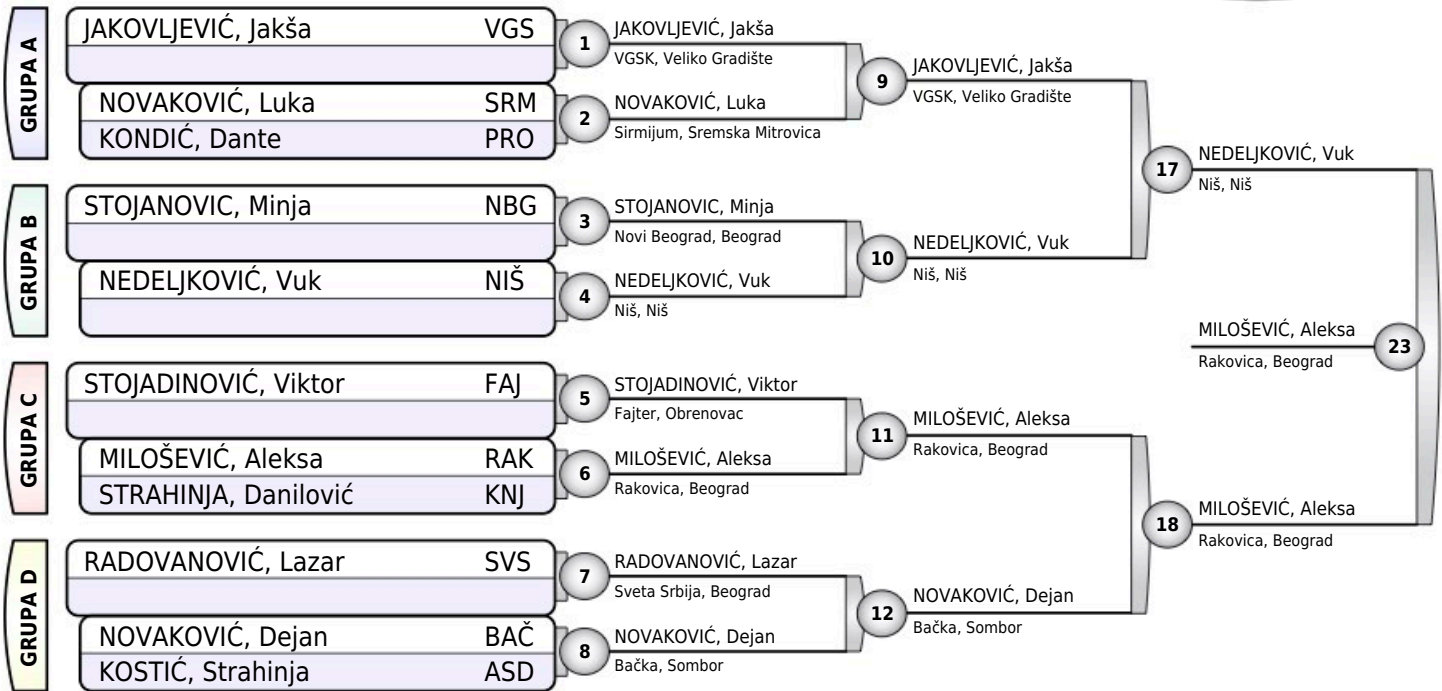 GRUPA A
JAKOVLJEVIĆ, Jakša VGS
NOVAKOVIĆ, Luka SRM
KONDIĆ, Dante PRO
GRUPA B
STOJANOVIC, Minja NBG
NEDELJKOVIĆ, Vuk NIŠ
GRUPA C
STOJADINOVIĆ, Viktor FAJ
MILOŠEVIĆ, Aleksa RAK
STRAHINJA, Danilović KNJ
GRUPA D
RADOVANOVIĆ, Lazar SVS
NOVAKOVIĆ, Dejan BAČ
KOSTIĆ, Strahinja ASD
1
JAKOVLJEVIĆ, Jakša
VGSK, Veliko Gradište
2
NOVAKOVIĆ, Luka
Sirmijum, Sremska Mitrovica
3
STOJANOVIC, Minja
Novi Beograd, Beograd
4
NEDELJKOVIĆ, Vuk
Niš, Niš
5
STOJADINOVIĆ, Viktor
Fajter, Obrenovac
6
MILOŠEVIĆ, Aleksa
Rakovica, Beograd
7
RADOVANOVIĆ, Lazar
Sveta Srbija, Beograd
8
NOVAKOVIĆ, Dejan
Bačka, Sombor
9
JAKOVLJEVIĆ, Jakša
VGSK, Veliko Gradište
10
NEDELJKOVIĆ, Vuk
Niš, Niš
11
MILOŠEVIĆ, Aleksa
Rakovica, Beograd
12
NOVAKOVIĆ, Dejan
Bačka, Sombor
17
NEDELJKOVIĆ, Vuk
Niš, Niš
18
MILOŠEVIĆ, Aleksa
Rakovica, Beograd
MILOŠEVIĆ, Aleksa
Rakovica, Beograd
23